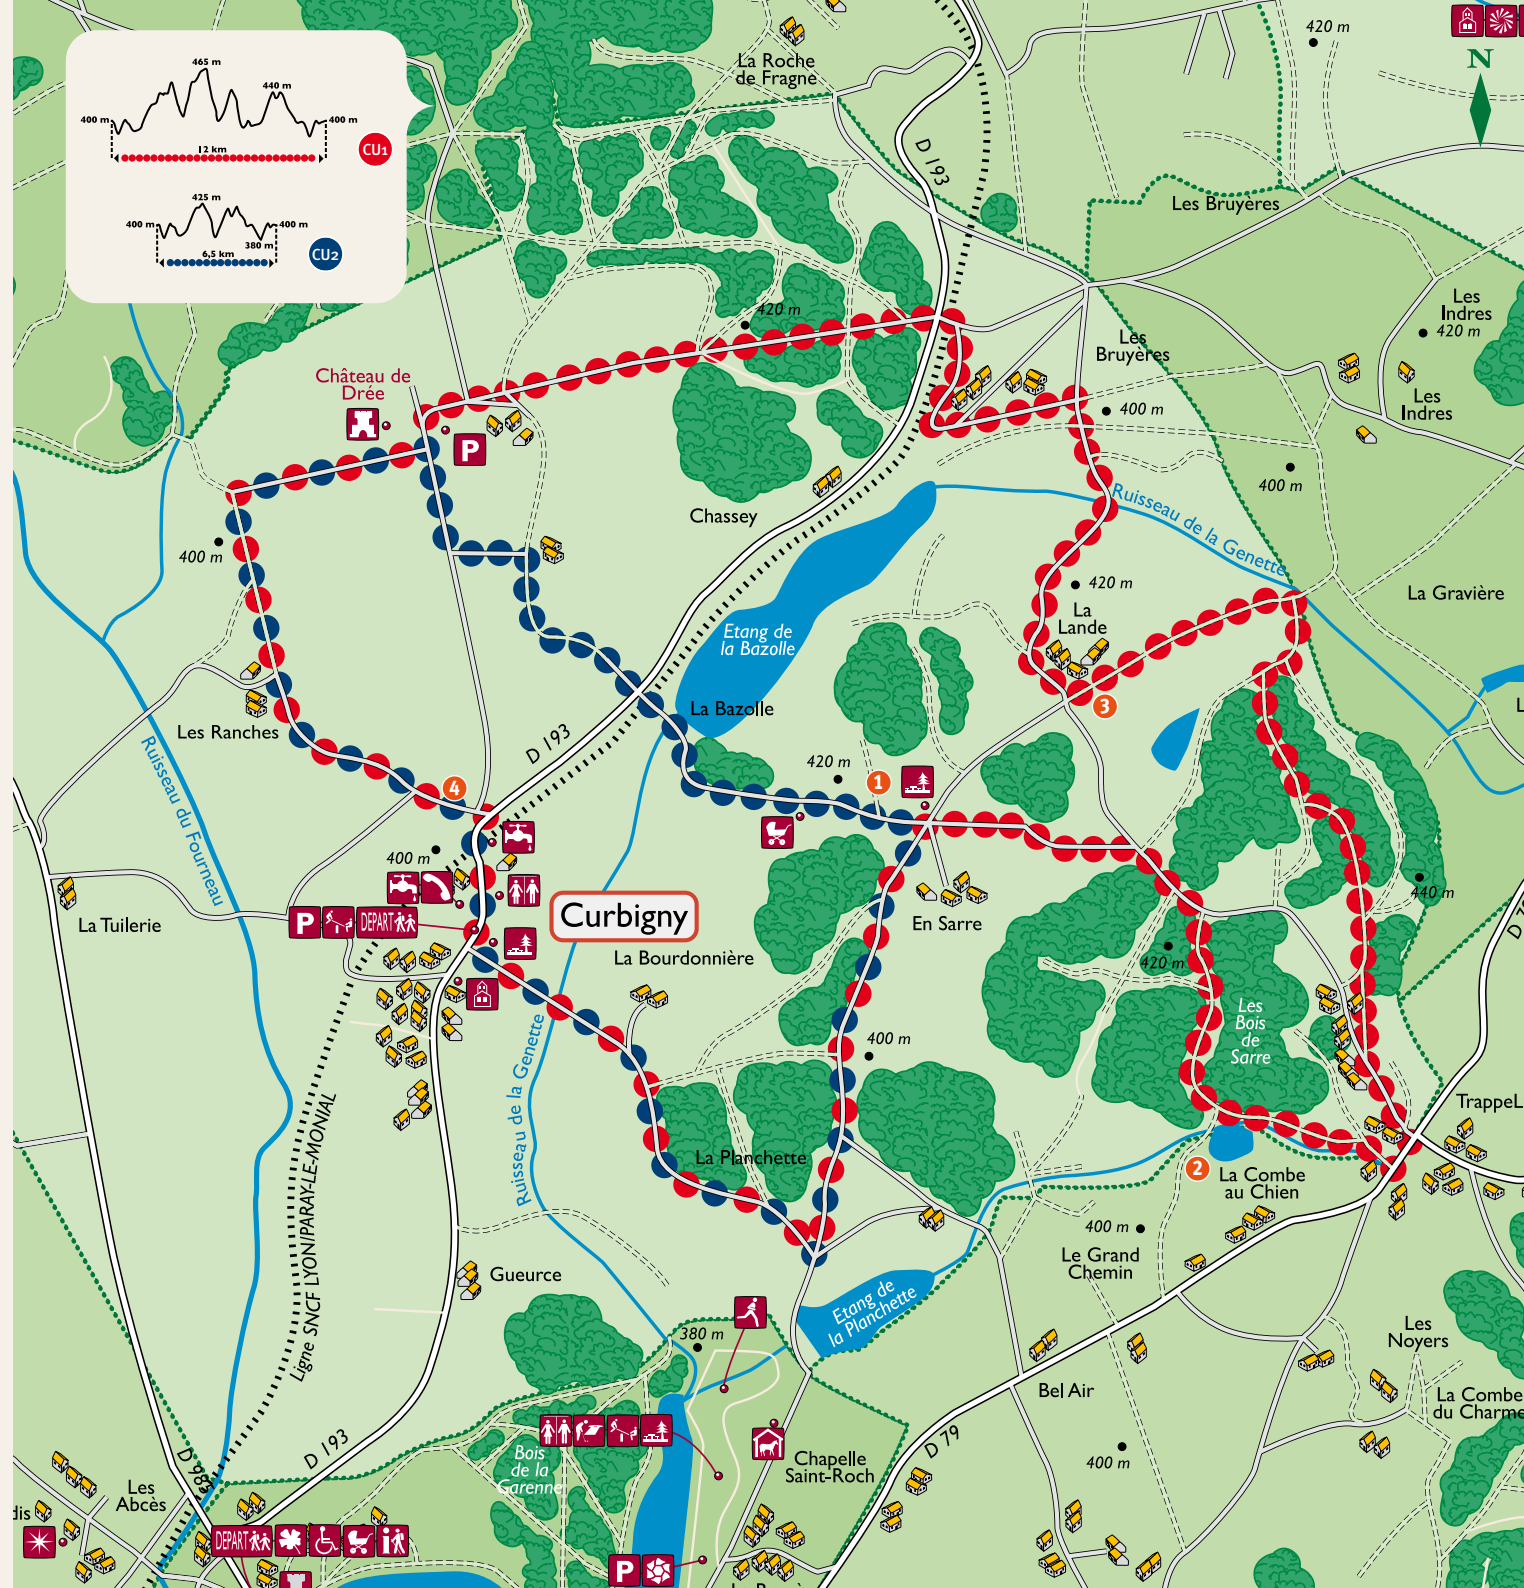 465 m
440 m
400 m
400 m
12 km
CU1
425 m
400 m
400 m
380 m
6,5 km
CU2
La Roche
de Fragne
420 m
N
D 193
Les Bruyères
Les
Indres
420 m
420 m
Les
Bruyères
Château de
Drée
Les
Indres
400 m
P
400 m
Chassey
Ruisseau de la Genette
400 m
420 m
La Gravière
La
Lande
Etang de
la Bazolle
3
La Bazolle
Les Ranches
D 193
420 m
1
4
Ruisseau du Fourneau
400 m
440 m
La Tuilerie
P
DEPART
Curbigny
En Sarre
D 79
La Bourdonnière
420 m
Les
Bois
de
Sarre
400 m
Ruisseau de la Genette
Ligne SNCF LYON/PARAY-LE-MONIAL
TrappeL
La Planchette
2
La Combe
au Chien
400 m
Le Grand
Chemin
Gueurce
Etang de
la Planchette
380 m
Les
Noyers
Bel Air
La Combe
du Charme
D 193
D 79
400 m
Bois
de la
Garenne
Chapelle
Saint-Roch
D 985
Les
Abcès
dis
DEPART
P